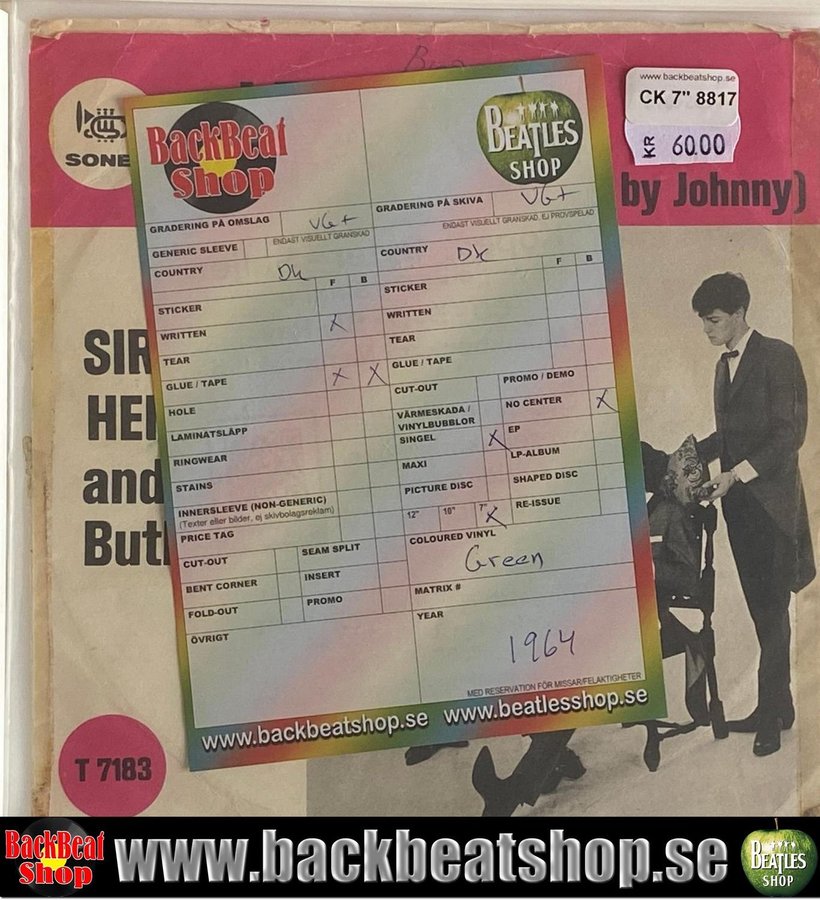 www.backbeatshop.se
CK 7" 8817
KR 60.00
by Johnny)
SONE
BackBeat
Shop
BEATLES
SHOP
GRADERING PÅ OMSLAG VG+
ENDAST VISUELLT GRANSKAD
GENERIC SLEEVE
COUNTRY DK
F B
STICKER
WRITTEN X
TEAR
GLUE / TAPE X X
HOLE
LAMINATSLÄPP
RINGWEAR
STAINS
INNERSLEEVE (NON-GENERIC)
(Texter eller bilder, ej skivbolagsreklam)
PRICE TAG
CUT-OUT SEAM SPLIT
BENT CORNER INSERT
FOLD-OUT PROMO
ÖVRIGT
GRADERING PÅ SKIVA VG+
ENDAST VISUELLT GRANSKAD, EJ PROVSPELAD
COUNTRY DK
F B
STICKER
WRITTEN
TEAR
GLUE / TAPE
CUT-OUT PROMO / DEMO
VÄRMESKADA /
VINYLBUBBLOR NO CENTER X
SINGEL X EP
MAXI LP-ALBUM
PICTURE DISC SHAPED DISC
12" 10" 7" X RE-ISSUE
COLOURED VINYL
Green
MATRIX #
YEAR
1964
MED RESERVATION FÖR MISSAR/FELAKTIGHETER
www.backbeatshop.se www.beatlesshop.se
SIR
HEN
and
Butl
T 7183
BackBeat
Shop
www.backbeatshop.se
BEATLES
SHOP